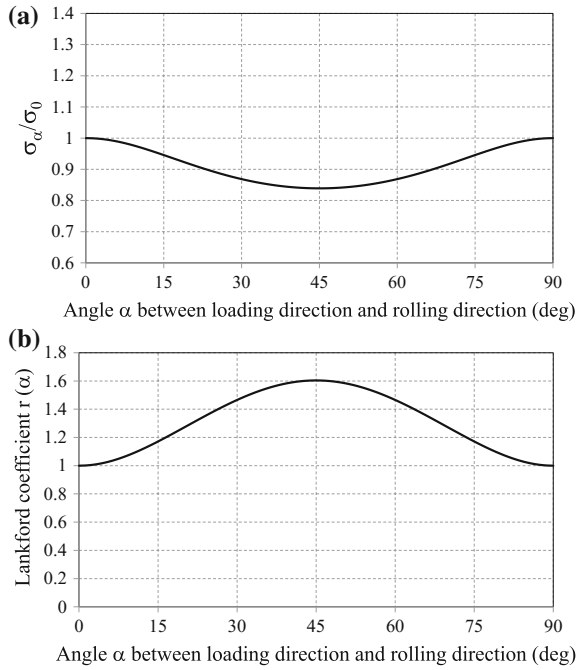 (a)
1.4
1.3
1.2
1.1
1
0.9
0.8
0.7
0.6
σα/σ0
0 15 30 45 60 75 90
Angle α between loading direction and rolling direction (deg)
(b)
1.8
1.6
1.4
1.2
1
0.8
0.6
0.4
0.2
0
Lankford coefficient r (α)
0 15 30 45 60 75 90
Angle α between loading direction and rolling direction (deg)